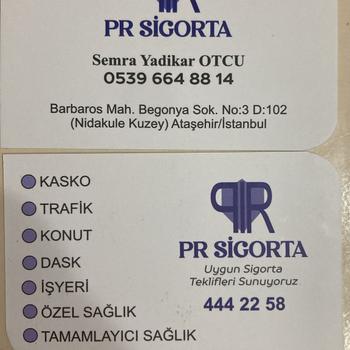 PR SİGORTA
Semra Yadikar OTCU
0539 664 88 14
Barbaros Mah. Begonya Sok. No:3 D:102
(Nidakule Kuzey) Ataşehir/İstanbul
KASKO
TRAFİK
KONUT
DASK
İŞYERİ
ÖZEL SAĞLIK
TAMAMLAYICI SAĞLIK
PR
PR SİGORTA
Uygun Sigorta
Teklifleri Sunuyoruz
444 22 58